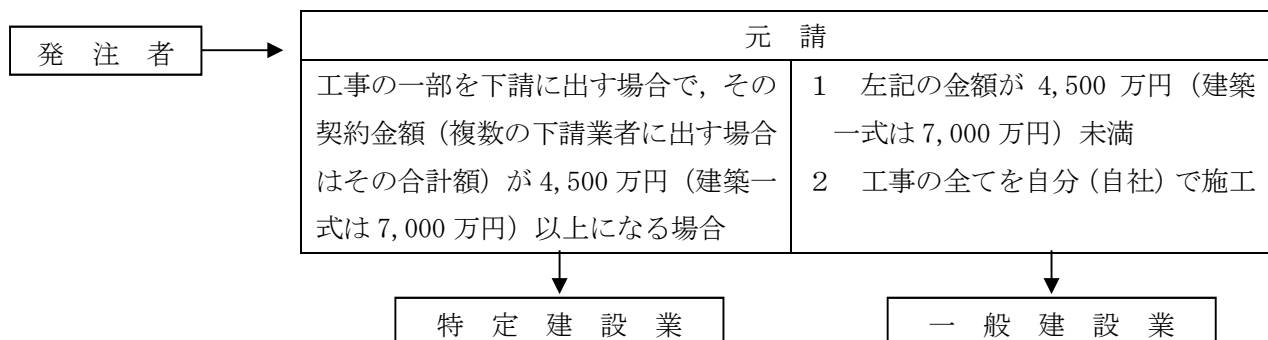 発 注 者
元 請
工事の一部を下請に出す場合で,その
契約金額(複数の下請業者に出す場合
はその合計額)が 4,500 万円(建築一
式は 7,000 万円)以上になる場合
1 左記の金額が 4,500 万円(建築
一式は 7,000 万円)未満
2 工事の全てを自分(自社)で施工
特 定 建 設 業
一 般 建 設 業